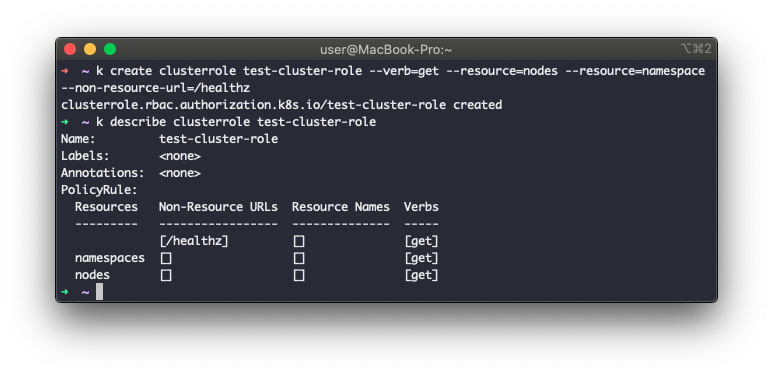 user@MacBook-Pro:~
⌥⌘2
➜ ~ k create clusterrole test-cluster-role --verb=get --resource=nodes --resource=namespace
--non-resource-url=/healthz
clusterrole.rbac.authorization.k8s.io/test-cluster-role created
➜ ~ k describe clusterrole test-cluster-role
Name: test-cluster-role
Labels: <none>
Annotations: <none>
PolicyRule:
Resources Non-Resource URLs Resource Names Verbs
--------- ----------------- -------------- -----
[/healthz] [] [get]
namespaces [] [] [get]
nodes [] [] [get]
➜ ~